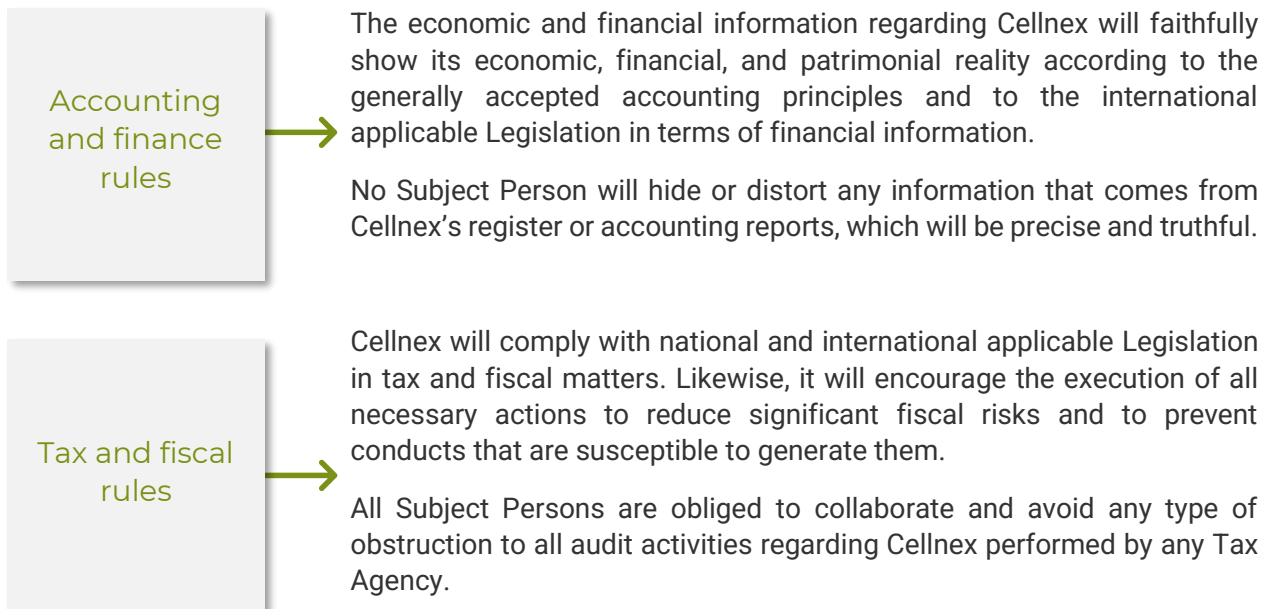 Accounting
and finance
rules
The economic and financial information regarding Cellnex will faithfully
show its economic, financial, and patrimonial reality according to the
generally accepted accounting principles and to the international
applicable Legislation in terms of financial information.
No Subject Person will hide or distort any information that comes from
Cellnex’s register or accounting reports, which will be precise and truthful.
Tax and fiscal
rules
Cellnex will comply with national and international applicable Legislation
in tax and fiscal matters. Likewise, it will encourage the execution of all
necessary actions to reduce significant fiscal risks and to prevent
conducts that are susceptible to generate them.
All Subject Persons are obliged to collaborate and avoid any type of
obstruction to all audit activities regarding Cellnex performed by any Tax
Agency.